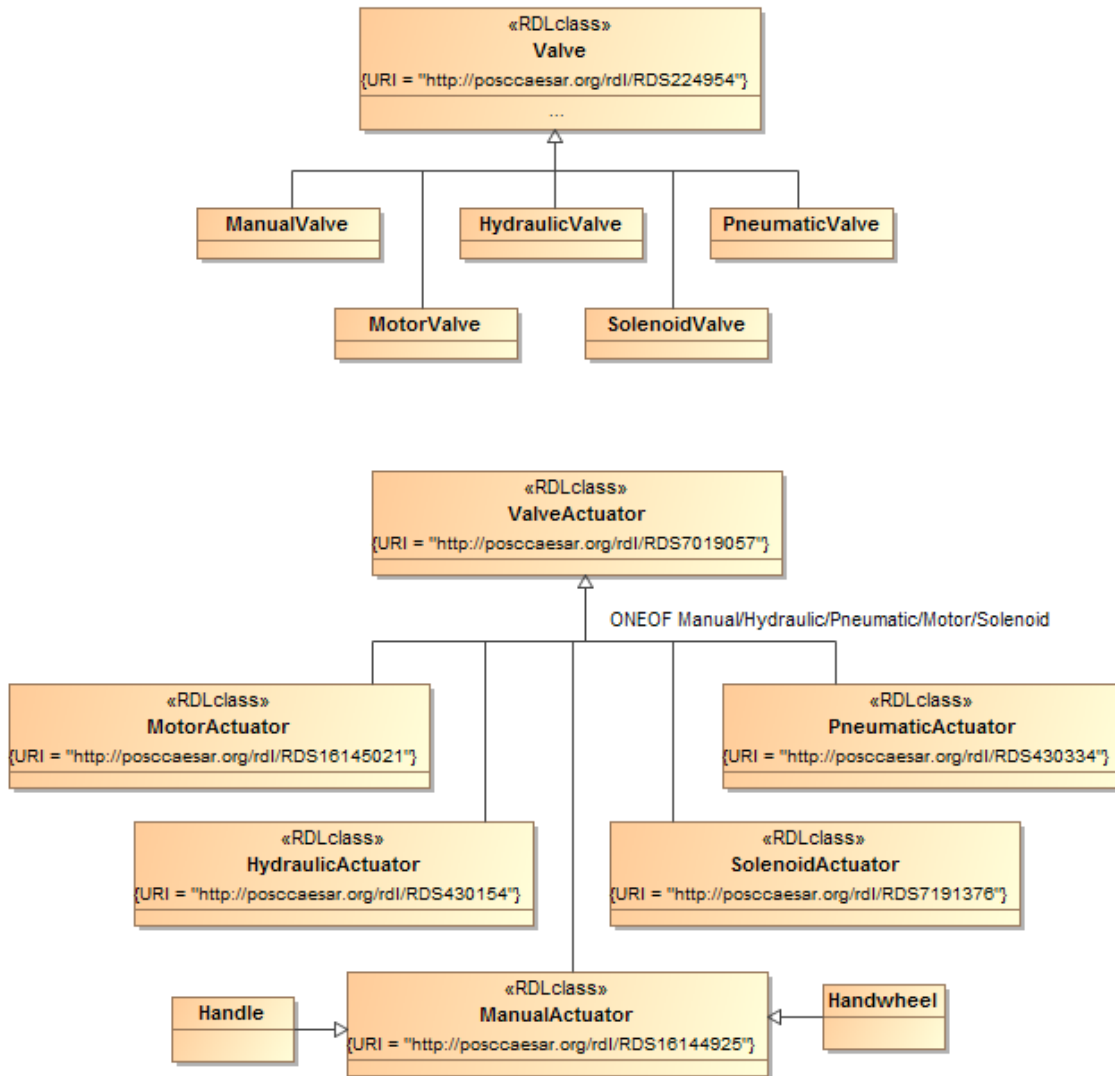 «RDLclass»
Valve
{URI = "http://posccaesar.org/rdl/RDS224954"}
...
ManualValve
HydraulicValve
PneumaticValve
MotorValve
SolenoidValve
«RDLclass»
ValveActuator
{URI = "http://posccaesar.org/rdl/RDS7019057"}
ONEOF Manual/Hydraulic/Pneumatic/Motor/Solenoid
«RDLclass»
MotorActuator
{URI = "http://posccaesar.org/rdl/RDS16145021"}
«RDLclass»
PneumaticActuator
{URI = "http://posccaesar.org/rdl/RDS430334"}
«RDLclass»
HydraulicActuator
{URI = "http://posccaesar.org/rdl/RDS430154"}
«RDLclass»
SolenoidActuator
{URI = "http://posccaesar.org/rdl/RDS7191376"}
Handle
«RDLclass»
ManualActuator
{URI = "http://posccaesar.org/rdl/RDS16144925"}
Handwheel